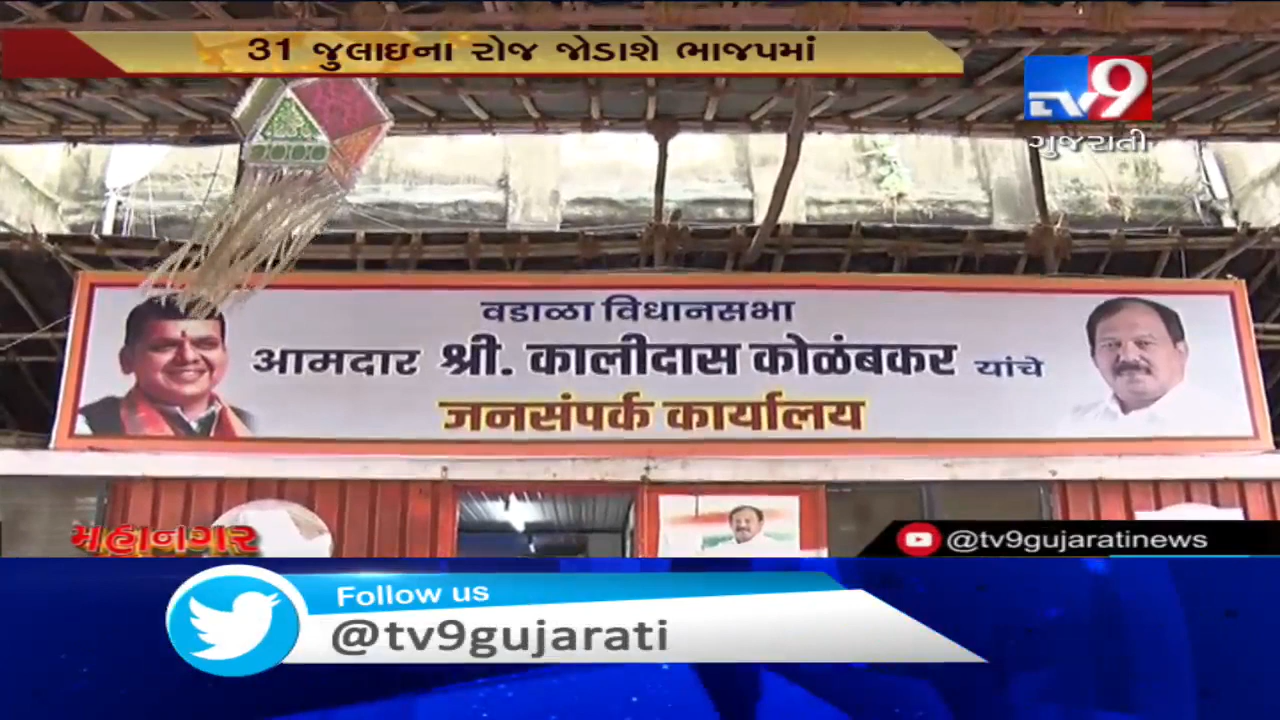 31 જુલાઇના રોજ જોડાશે ભાજપમાં
TV9
ગુજરાતી
वडाळा विधानसभा
आमदार श्री. कालीदास कोळंबकर यांचे
जनसंपर्क कार्यालय
મહાનગર
@tv9gujaratinews
Follow us
@tv9gujarati